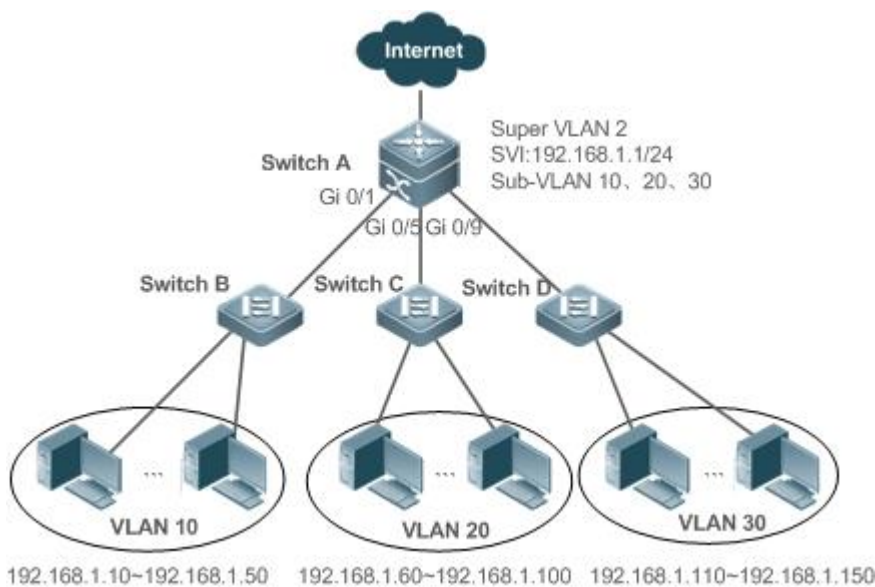 Internet
Super VLAN 2
SVI:192.168.1.1/24
Sub-VLAN 10、20、30
Switch A
Gi 0/1
Gi 0/5 Gi 0/9
Switch B
Switch C
Switch D
...
...
...
VLAN 10
VLAN 20
VLAN 30
192.168.1.10~192.168.1.50
192.168.1.60~192.168.1.100
192.168.1.110~192.168.1.150